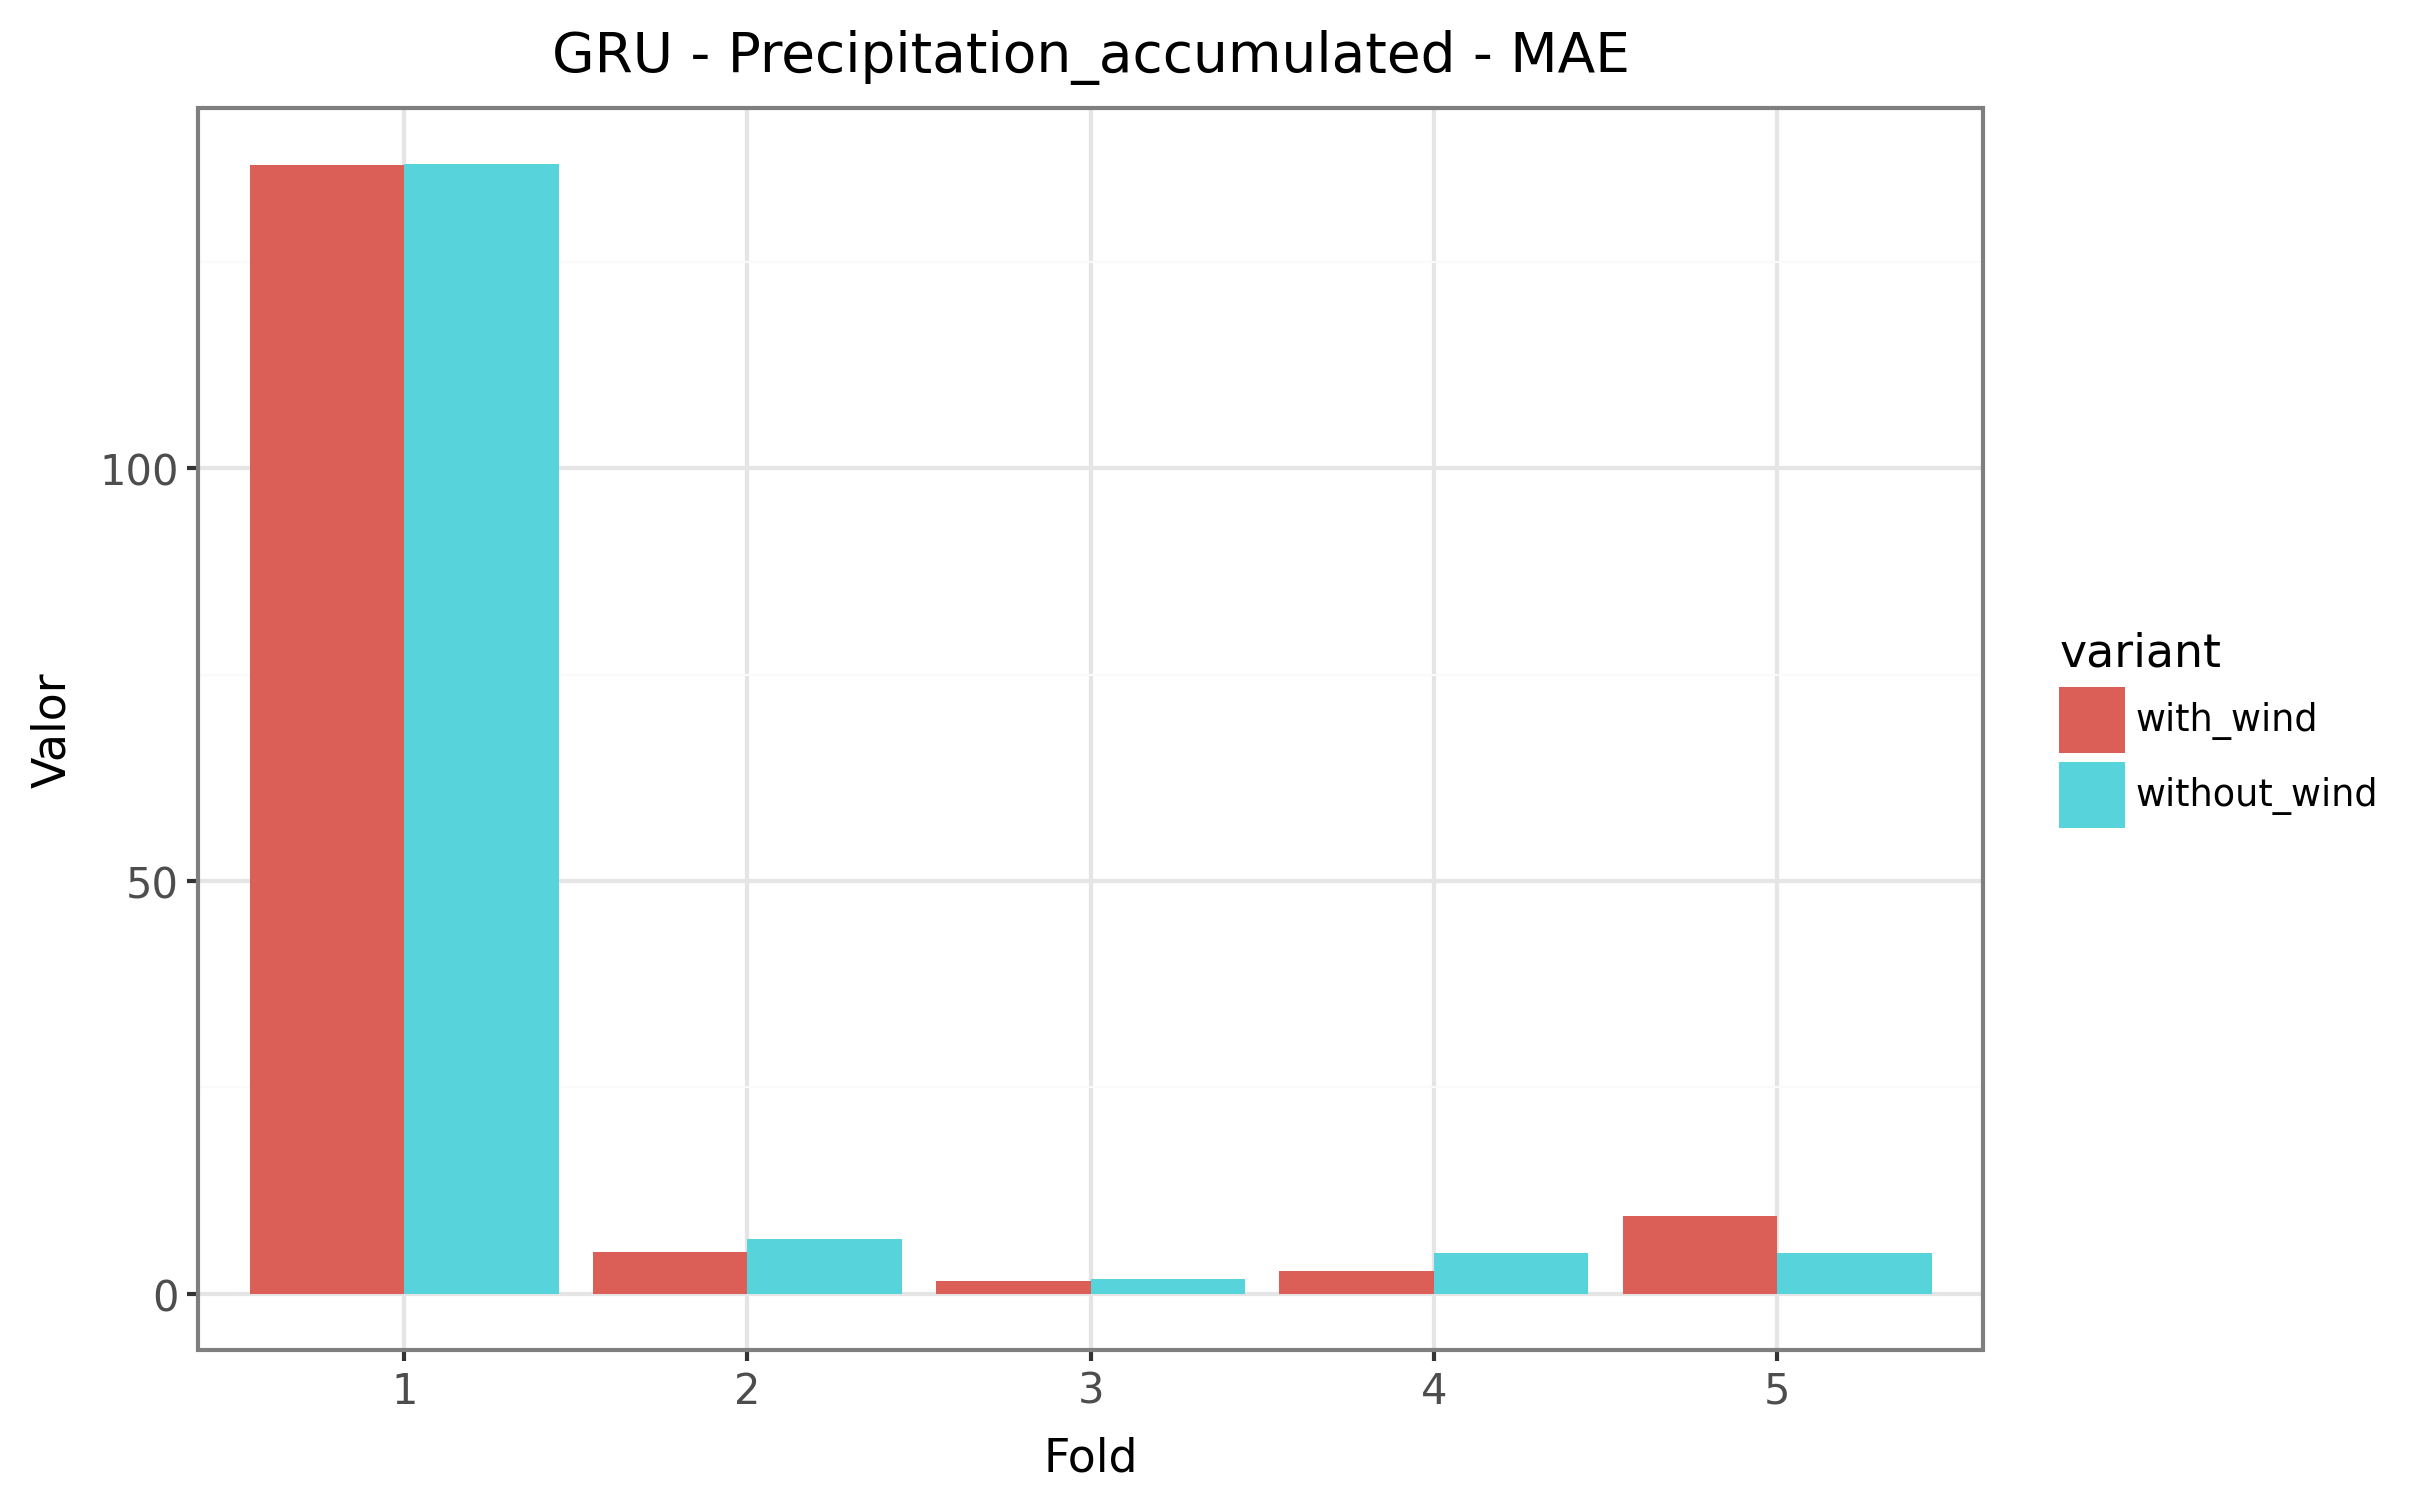 GRU - Precipitation_accumulated - MAE
Valor
100
50
0
1
2
3
4
5
Fold
variant
with_wind
without_wind